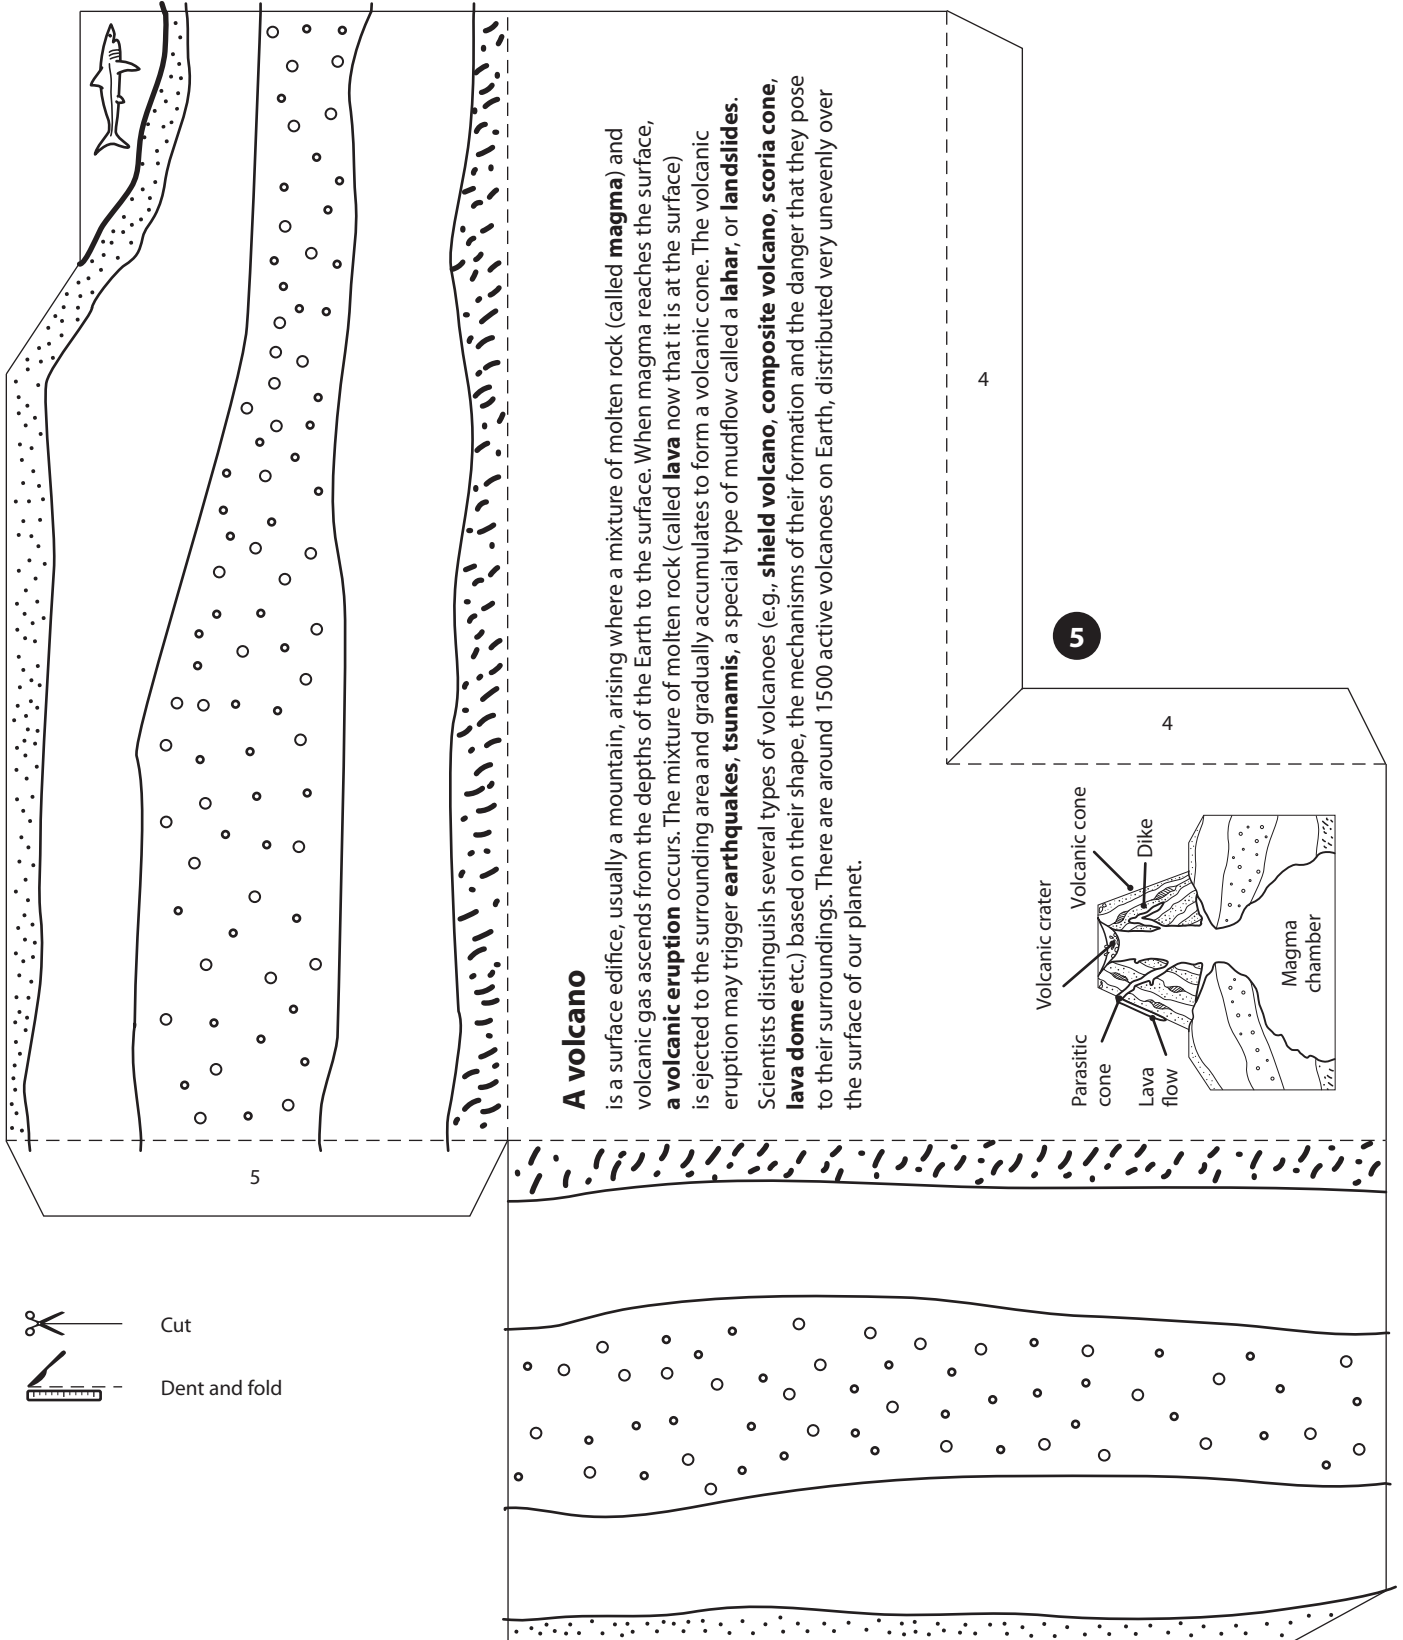 A volcano
is a surface edifice, usually a mountain, arising where a mixture of molten rock (called magma) and
volcanic gas ascends from the depths of the Earth to the surface. When magma reaches the surface,
a volcanic eruption occurs. The mixture of molten rock (called lava now that it is at the surface)
is ejected to the surrounding area and gradually accumulates to form a volcanic cone. The volcanic
eruption may trigger earthquakes, tsunamis, a special type of mudflow called a lahar, or landslides.
Scientists distinguish several types of volcanoes (e.g., shield volcano, composite volcano, scoria cone,
lava dome etc.) based on their shape, the mechanisms of their formation and the danger that they pose
to their surroundings. There are around 1500 active volcanoes on Earth, distributed very unevenly over
the surface of our planet.
4
5
4
Volcanic crater
Volcanic cone
Dike
Parasitic
cone
Lava
flow
Magma
chamber
5
Cut
Dent and fold